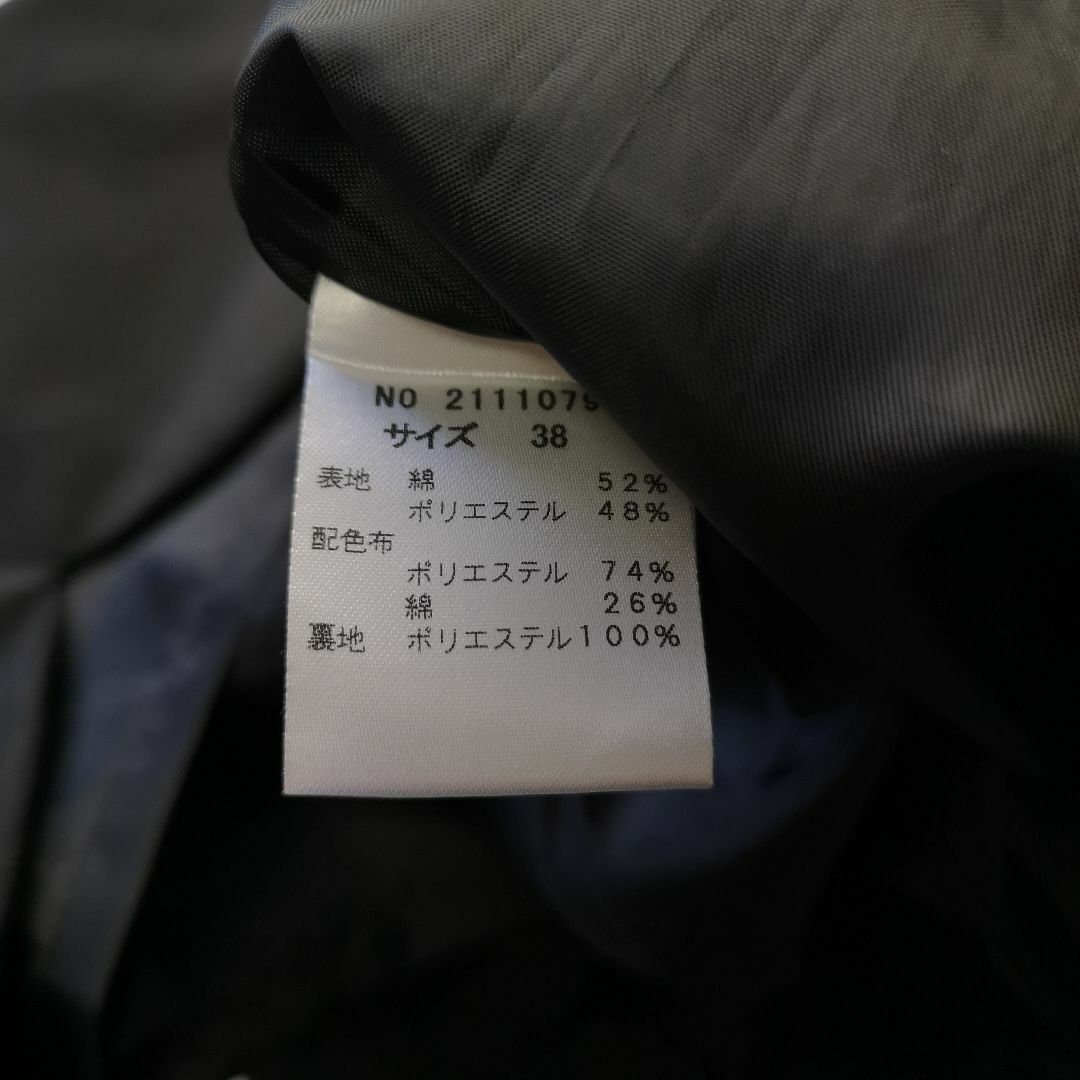 NO 2111079
サイズ 38
表地 綿 52%
ポリエステル 48%
配色布
ポリエステル 74%
綿 26%
裏地 ポリエステル100%